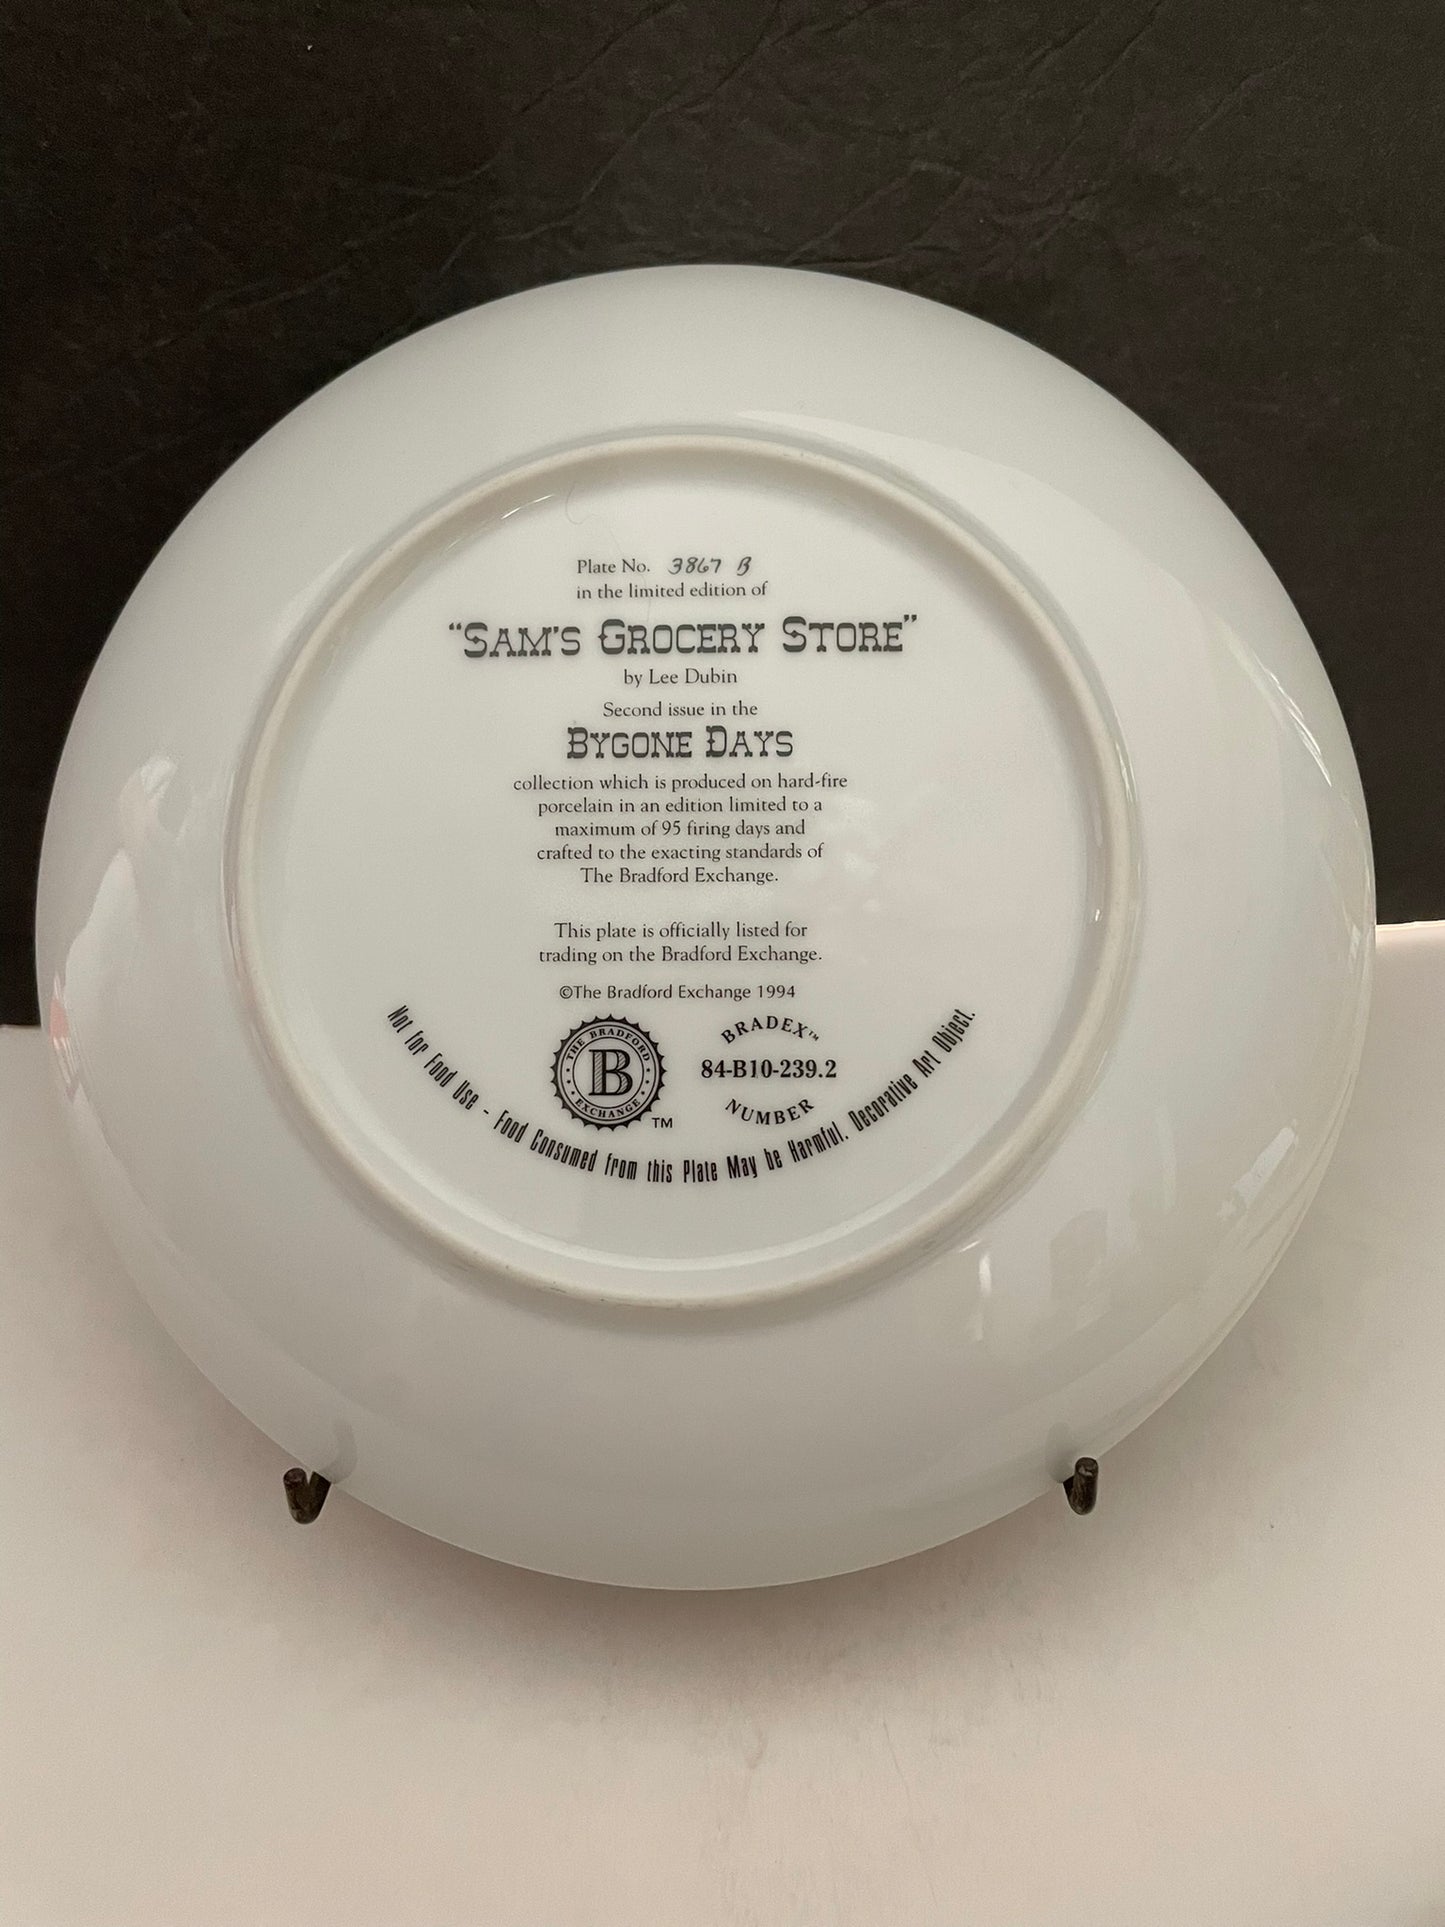 Plate No. 3867 B
in the limited edition of
"SAM'S GROCERY STORE"
by Lee Dubin
Second issue in the
BYGONE DAYS
collection which is produced on hard-fire
porcelain in an edition limited to a
maximum of 95 firing days and
crafted to the exacting standards of
The Bradford Exchange.
This plate is officially listed for
trading on the Bradford Exchange.
©The Bradford Exchange 1994
THE BRADFORD
B
EXCHANGE
TM
BRADEX™
84-B10-239.2
NUMBER
Not for Food Use - Food Consumed from this Plate May be Harmful. Decorative Art Object.